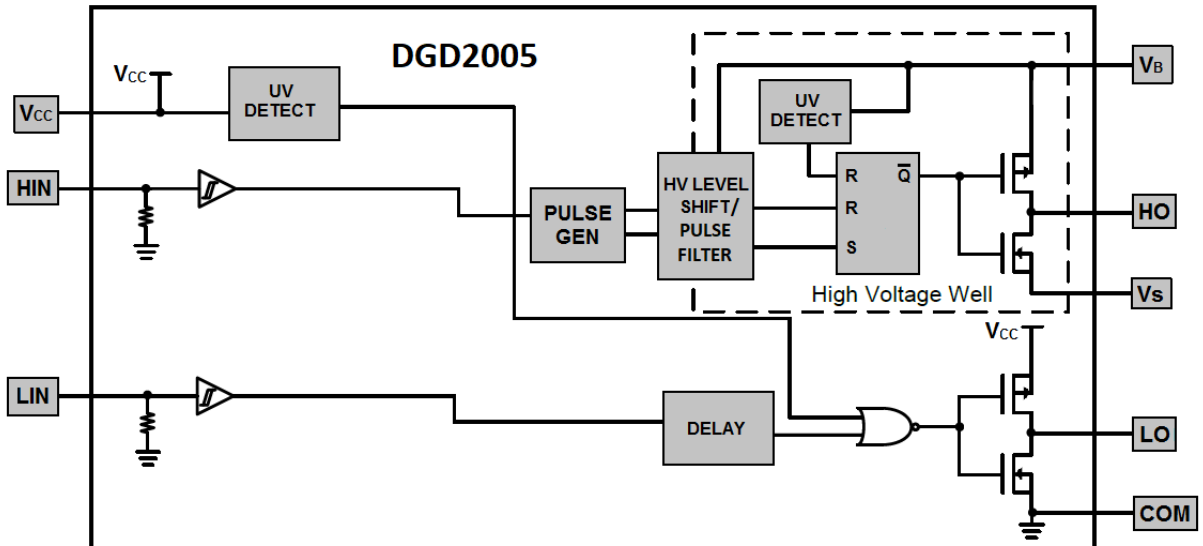 DGD2005
VCC
VCC
UV
DETECT
VB
UV
DETECT
HIN
PULSE
GEN
HV LEVEL
SHIFT/
PULSE
FILTER
R
Q̅
R
S
HO
High Voltage Well
Vs
VCC
LIN
DELAY
LO
COM